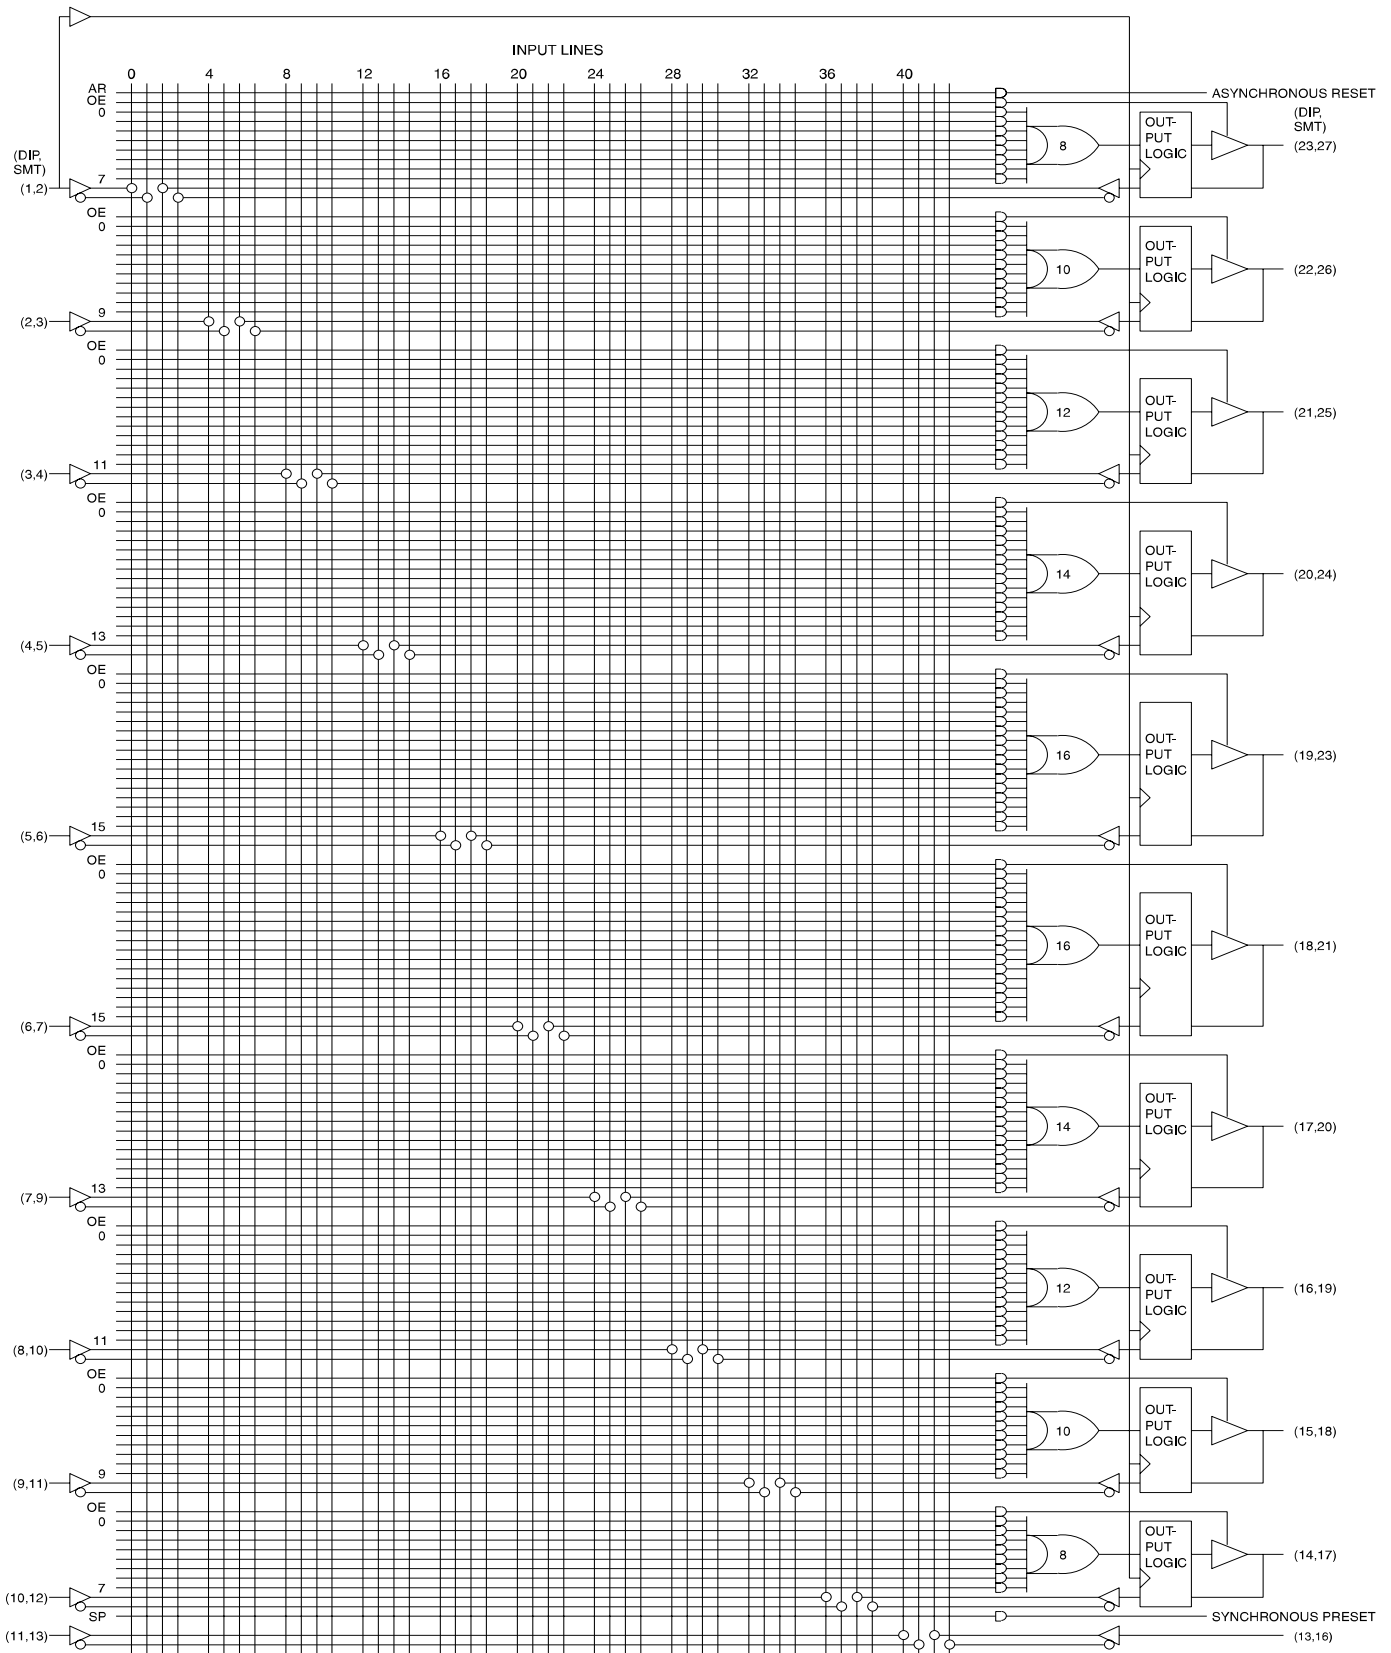 INPUT LINES
0 4 8 12 16 20 24 28 32 36 40
AR
ASYNCHRONOUS RESET
OE
0
(DIP,
SMT)
(DIP,
SMT)
8
OUT-
PUT
LOGIC
(23,27)
7
(1,2)
OE
0
10
OUT-
PUT
LOGIC
(22,26)
9
(2,3)
OE
0
12
OUT-
PUT
LOGIC
(21,25)
11
(3,4)
OE
0
14
OUT-
PUT
LOGIC
(20,24)
13
(4,5)
OE
0
16
OUT-
PUT
LOGIC
(19,23)
15
(5,6)
OE
0
16
OUT-
PUT
LOGIC
(18,21)
15
(6,7)
OE
0
14
OUT-
PUT
LOGIC
(17,20)
13
(7,9)
OE
0
12
OUT-
PUT
LOGIC
(16,19)
11
(8,10)
OE
0
10
OUT-
PUT
LOGIC
(15,18)
9
(9,11)
OE
0
8
OUT-
PUT
LOGIC
(14,17)
7
(10,12)
SP
SYNCHRONOUS PRESET
(11,13)
(13,16)